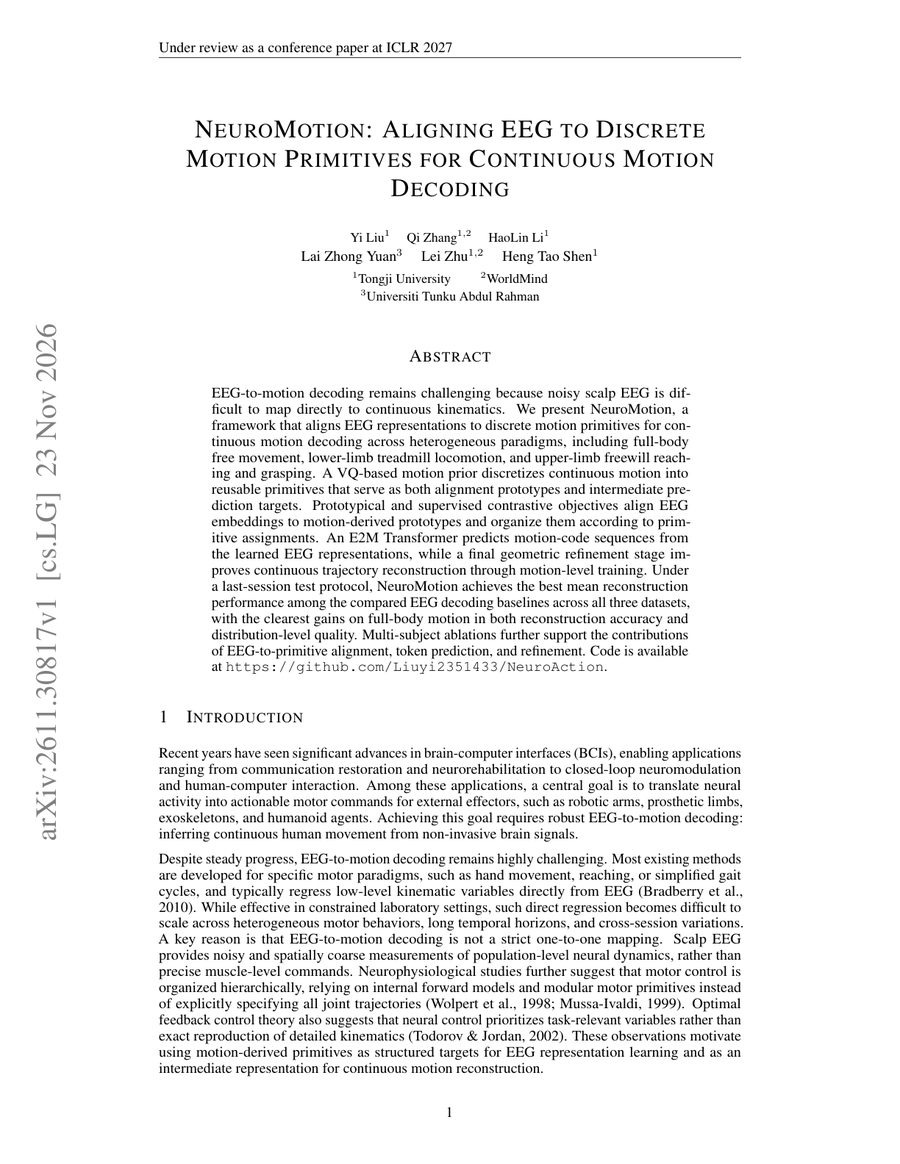 Under review as a conference paper at ICLR 2027
NEUROMOTION: ALIGNING EEG TO DISCRETE
MOTION PRIMITIVES FOR CONTINUOUS MOTION
DECODING
Yi Liu¹ Qi Zhang¹,² HaoLin Li¹
Lai Zhong Yuan³ Lei Zhu¹,² Heng Tao Shen¹
¹Tongji University ²WorldMind
³Universiti Tunku Abdul Rahman
ABSTRACT
EEG-to-motion decoding remains challenging because noisy scalp EEG is dif-
ficult to map directly to continuous kinematics. We present NeuroMotion, a
framework that aligns EEG representations to discrete motion primitives for con-
tinuous motion decoding across heterogeneous paradigms, including full-body
free movement, lower-limb treadmill locomotion, and upper-limb freewill reach-
ing and grasping. A VQ-based motion prior discretizes continuous motion into
reusable primitives that serve as both alignment prototypes and intermediate pre-
diction targets. Prototypical and supervised contrastive objectives align EEG
embeddings to motion-derived prototypes and organize them according to prim-
itive assignments. An E2M Transformer predicts motion-code sequences from
the learned EEG representations, while a final geometric refinement stage im-
proves continuous trajectory reconstruction through motion-level training. Under
a last-session test protocol, NeuroMotion achieves the best mean reconstruction
performance among the compared EEG decoding baselines across all three datasets,
with the clearest gains on full-body motion in both reconstruction accuracy and
distribution-level quality. Multi-subject ablations further support the contributions
of EEG-to-primitive alignment, token prediction, and refinement. Code is available
at https://github.com/Liuyi2351433/NeuroAction.
1 INTRODUCTION
Recent years have seen significant advances in brain-computer interfaces (BCIs), enabling applications
ranging from communication restoration and neurorehabilitation to closed-loop neuromodulation
and human-computer interaction. Among these applications, a central goal is to translate neural
activity into actionable motor commands for external effectors, such as robotic arms, prosthetic limbs,
exoskeletons, and humanoid agents. Achieving this goal requires robust EEG-to-motion decoding:
inferring continuous human movement from non-invasive brain signals.
Despite steady progress, EEG-to-motion decoding remains highly challenging. Most existing methods
are developed for specific motor paradigms, such as hand movement, reaching, or simplified gait
cycles, and typically regress low-level kinematic variables directly from EEG (Bradberry et al.,
2010). While effective in constrained laboratory settings, such direct regression becomes difficult to
scale across heterogeneous motor behaviors, long temporal horizons, and cross-session variations.
A key reason is that EEG-to-motion decoding is not a strict one-to-one mapping. Scalp EEG
provides noisy and spatially coarse measurements of population-level neural dynamics, rather than
precise muscle-level commands. Neurophysiological studies further suggest that motor control is
organized hierarchically, relying on internal forward models and modular motor primitives instead
of explicitly specifying all joint trajectories (Wolpert et al., 1998; Mussa-Ivaldi, 1999). Optimal
feedback control theory also suggests that neural control prioritizes task-relevant variables rather than
exact reproduction of detailed kinematics (Todorov & Jordan, 2002). These observations motivate
using motion-derived primitives as structured targets for EEG representation learning and as an
intermediate representation for continuous motion reconstruction.
1
arXiv:2611.30817v1 [cs.LG] 23 Nov 2026